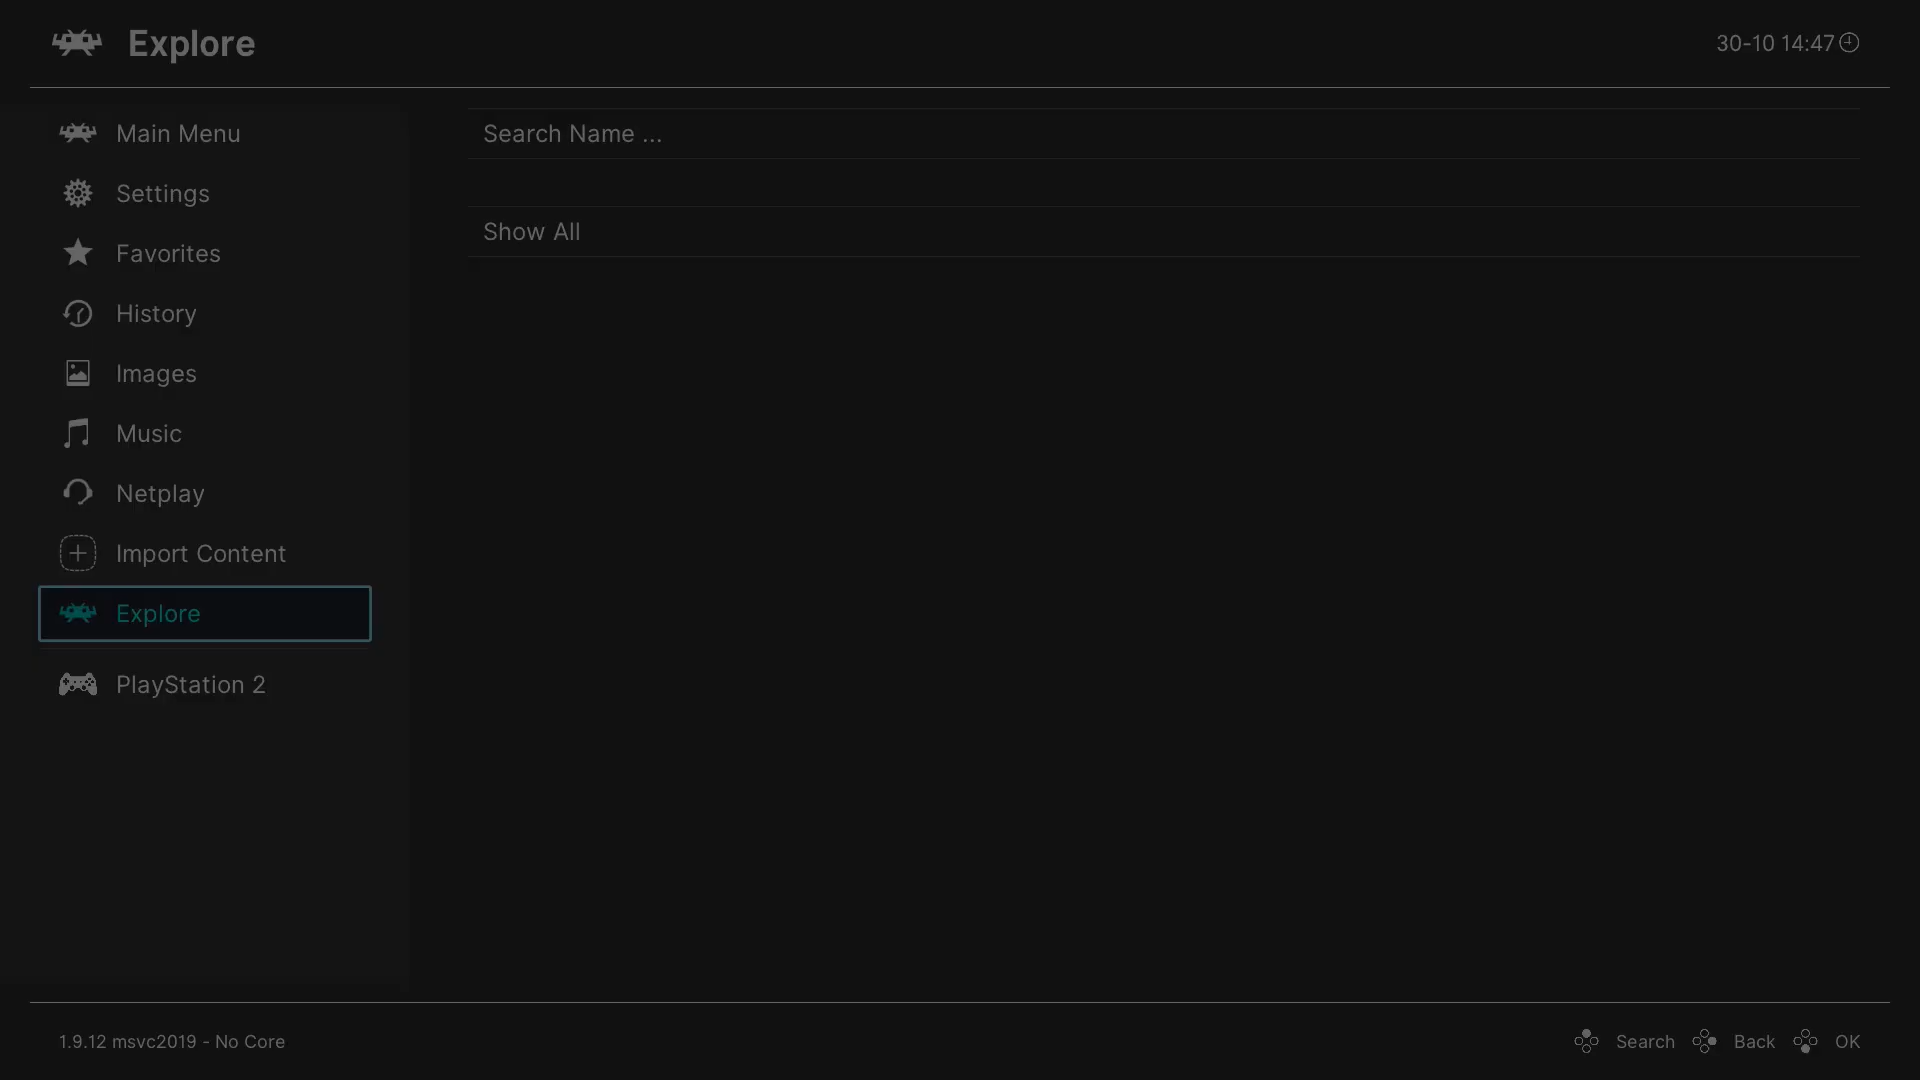 Explore
30-10 14:47
Main Menu
Settings
Favorites
History
Images
Music
Netplay
Import Content
Explore
PlayStation 2
Search Name ...
Show All
1.9.12 msvc2019 - No Core
Search
Back
OK